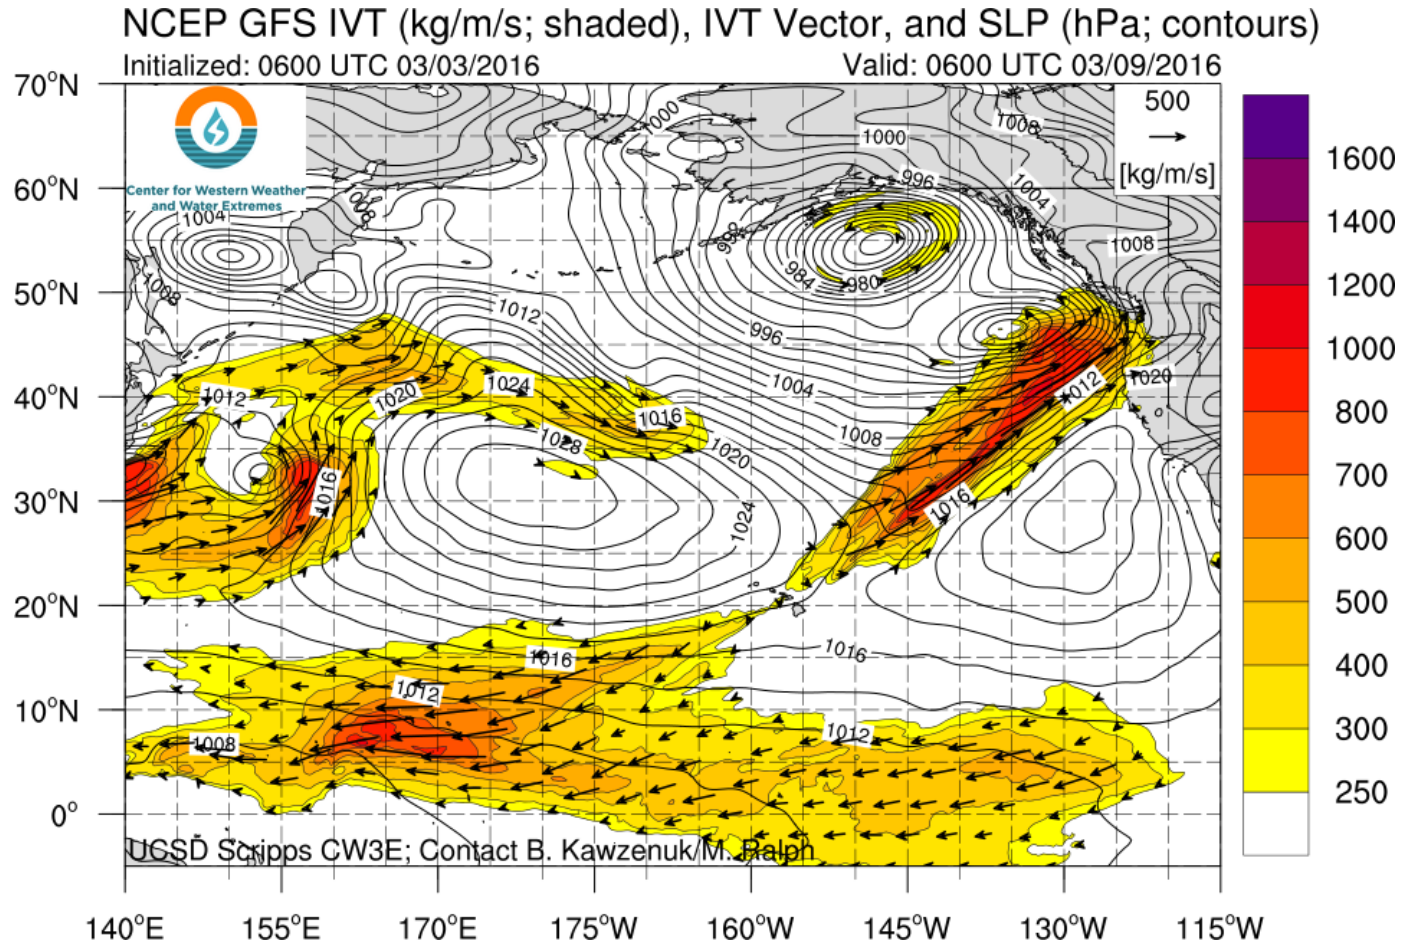 NCEP GFS IVT (kg/m/s; shaded), IVT Vector, and SLP (hPa; contours)
Initialized: 0600 UTC 03/03/2016
Valid: 0600 UTC 03/09/2016
70°N
60°N
50°N
40°N
30°N
20°N
10°N
0°
Center for Western Weather
and Water Extremes
500
[kg/m/s]
1000
1000
1008
996
1004
1004
008
1008
1008
984
980
1012
996
1024
1004
1012
1020
1012
1020
1016
1008
1028
1020
1016
1016
1024
1016
1016
1012
1008
1012
UCSD Scripps CW3E; Contact B. Kawzenuk/M. Ralph
140°E
155°E
170°E
175°W
160°W
145°W
130°W
115°W
1600
1400
1200
1000
800
700
600
500
400
300
250